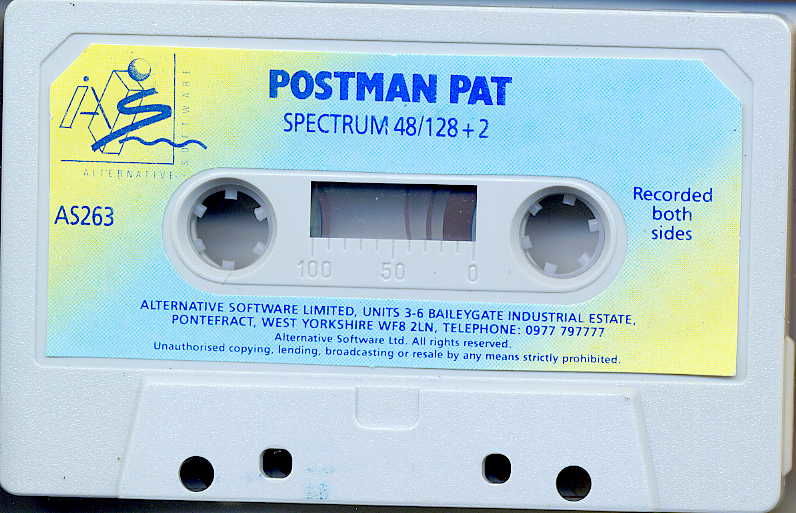 POSTMAN PAT
SPECTRUM 48/128+2
ALTERNATIVE
SOFTWARE
AS263
Recorded
both
sides
100 50 0
ALTERNATIVE SOFTWARE LIMITED, UNITS 3-6 BAILEYGATE INDUSTRIAL ESTATE,
PONTEFRACT, WEST YORKSHIRE WF8 2LN, TELEPHONE: 0977 797777
Alternative Software Ltd. All rights reserved.
Unauthorised copying, lending, broadcasting or resale by any means strictly prohibited.